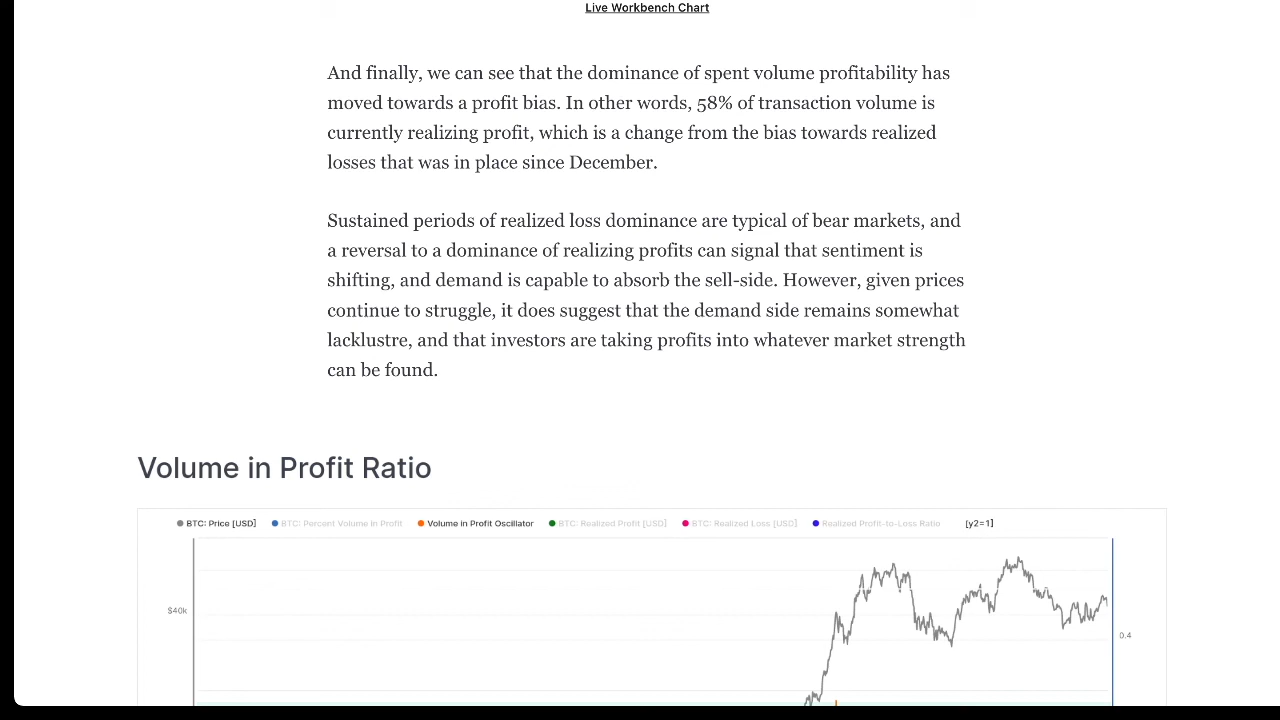 Live Workbench Chart
And finally, we can see that the dominance of spent volume profitability has
moved towards a profit bias. In other words, 58% of transaction volume is
currently realizing profit, which is a change from the bias towards realized
losses that was in place since December.
Sustained periods of realized loss dominance are typical of bear markets, and
a reversal to a dominance of realizing profits can signal that sentiment is
shifting, and demand is capable to absorb the sell-side. However, given prices
continue to struggle, it does suggest that the demand side remains somewhat
lacklustre, and that investors are taking profits into whatever market strength
can be found.
Volume in Profit Ratio
BTC: Price [USD] BTC: Percent Volume in Profit Volume in Profit Oscillator BTC: Realized Profit [USD] BTC: Realized Loss [USD] Realized Profit-to-Loss Ratio [y2=1]
$40k
0.4